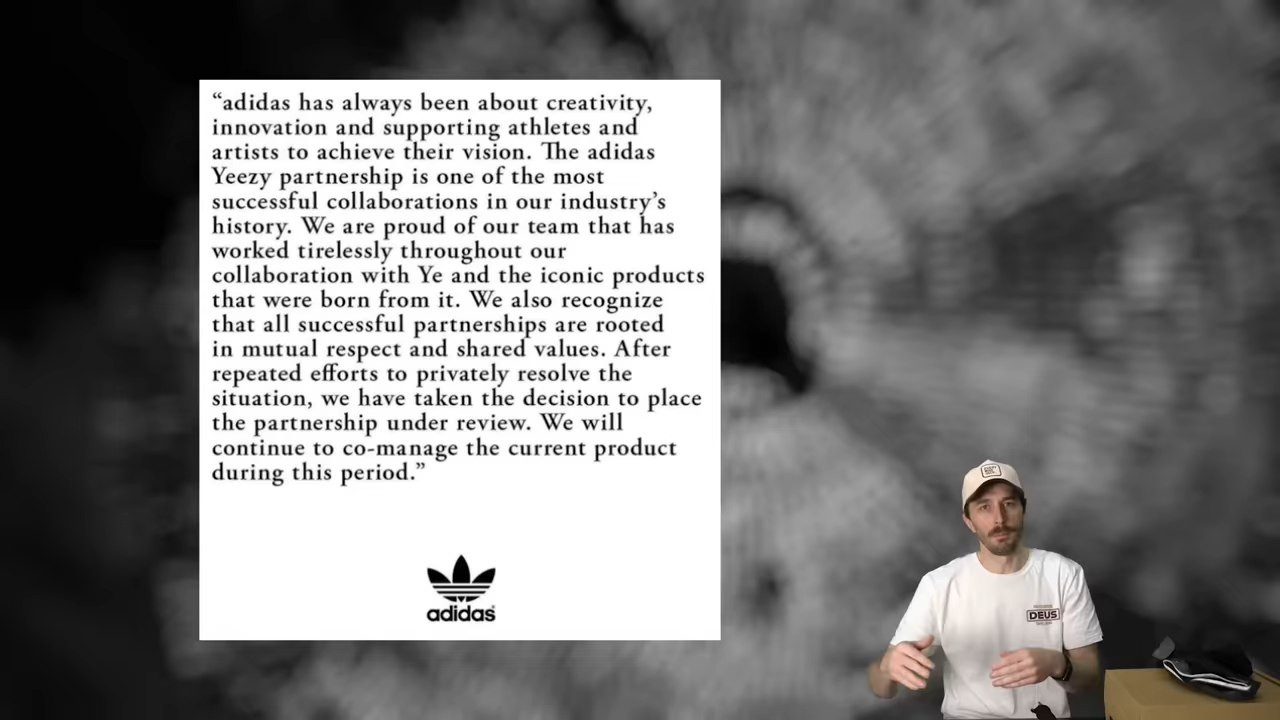 “adidas has always been about creativity,
innovation and supporting athletes and
artists to achieve their vision. The adidas
Yeezy partnership is one of the most
successful collaborations in our industry’s
history. We are proud of our team that has
worked tirelessly throughout our
collaboration with Ye and the iconic products
that were born from it. We also recognize
that all successful partnerships are rooted
in mutual respect and shared values. After
repeated efforts to privately resolve the
situation, we have taken the decision to place
the partnership under review. We will
continue to co-manage the current product
during this period.”
adidas
DEUS